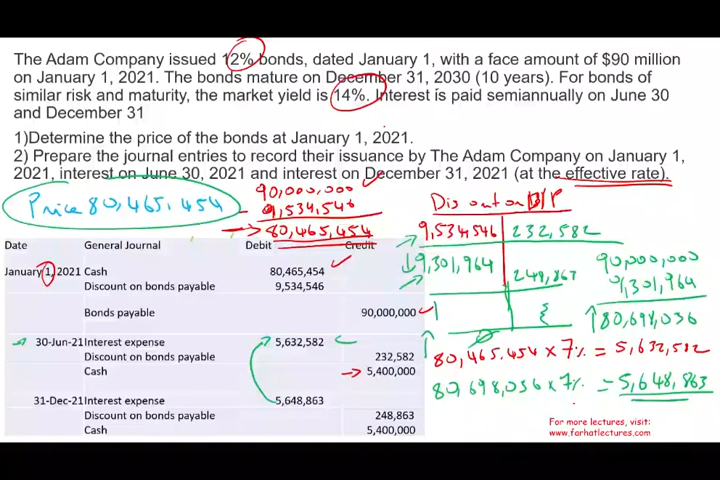 The Adam Company issued 12% bonds, dated January 1, with a face amount of $90 million
on January 1, 2021. The bonds mature on December 31, 2030 (10 years). For bonds of
similar risk and maturity, the market yield is 14%. Interest is paid semiannually on June 30
and December 31
1)Determine the price of the bonds at January 1, 2021.
2) Prepare the journal entries to record their issuance by The Adam Company on January 1,
2021, interest on June 30, 2021 and interest on December 31, 2021 (at the effective rate).
Price 80,465,454
90,000,000
- 9,534,546
80,465,454
Discount on B/P
9,534,546 232,582
9,301,964
248,863
90,000,000
9,301,964
80,698,036
80,465,454 x 7% = 5,632,582
80,698,036 x 7% = 5,648,863
Date General Journal Debit Credit
January 1, 2021 Cash 80,465,454
Discount on bonds payable 9,534,546
Bonds payable 90,000,000
30-Jun-21 Interest expense 5,632,582
Discount on bonds payable 232,582
Cash 5,400,000
31-Dec-21 Interest expense 5,648,863
Discount on bonds payable 248,863
Cash 5,400,000
For more lectures, visit:
www.farhatlectures.com